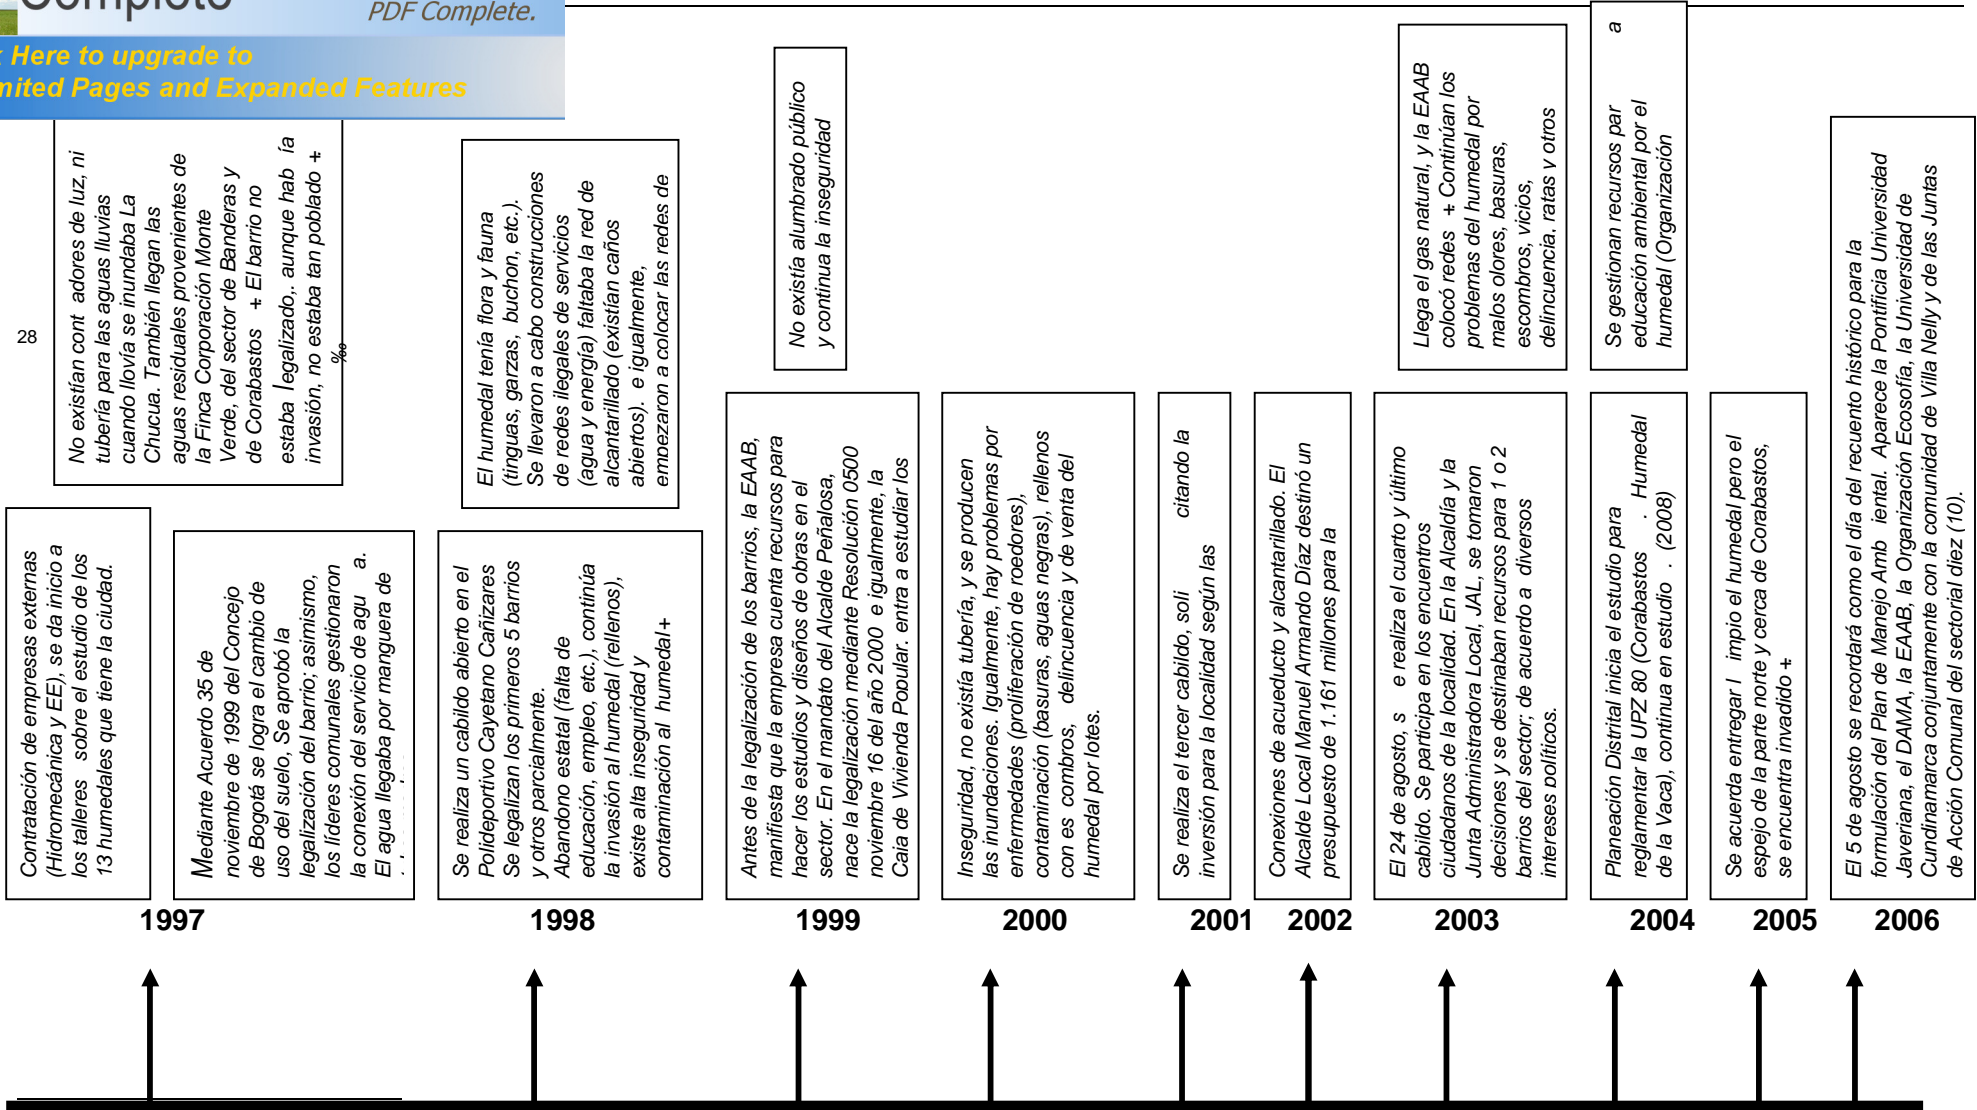 Complete
PDF Complete.
Here to upgrade to
mited Pages and Expanded Features
28
No existían cont adores de luz, ni
tubería para las aguas lluvias
cuando llovía se inundaba La
Chucua. También llegan las
aguas residuales provenientes de
la Finca Corporación Monte
Verde, del sector de Banderas y
de Corabastos ± El barrio no
estaba legalizado,. aunque hab ía
invasión, no estaba tan poblado ±
‰
Contratación de empresas externas
(Hidromecánica y EE), se da inicio a
los talleres sobre el estudio de los
13 humedales que tiene la ciudad.
Mediante Acuerdo 35 de
noviembre de 1999 del Concejo
de Bogotá se logra el cambio de
uso del suelo, Se aprobó la
legalización del barrio; asimismo,
los líderes comunales gestionaron
la conexión del servicio de agu a.
El agua llegaba por manguera de
1997
El humedal tenía flora y fauna
(tinguas, garzas, buchon, etc.).
Se llevaron a cabo construcciones
de redes ilegales de servicios
(agua y energía) faltaba la red de
alcantarillado (existían caños
abiertos). e igualmente,
empezaron a colocar las redes de
Se realiza un cabildo abierto en el
Polideportivo Cayetano Cañizares
Se legalizan los primeros 5 barrios
y otros parcialmente.
Abandono estatal (falta de
educación, empleo, etc.), continúa
la invasión al humedal (rellenos),
existe alta inseguridad y
contaminación al humedal ±
1998
No existía alumbrado público
y continua la inseguridad
Antes de la legalización de los barrios, la EAAB,
manifiesta que la empresa cuenta recursos para
hacer los estudios y diseños de obras en el
sector. En el mandato del Alcalde Peñalosa,
nace la legalización mediante Resolución 0500
noviembre 16 del año 2000 e igualmente, la
Caja de Vivienda Popular. entra a estudiar los
1999
Inseguridad, no existía tubería, y se producen
las inundaciones. Igualmente, hay problemas por
enfermedades (proliferación de roedores),
contaminación (basuras, aguas negras), rellenos
con es combros, delincuencia y de venta del
humedal por lotes.
2000
Se realiza el tercer cabildo, soli citando la
inversión para la localidad según las
2001
Conexiones de acueducto y alcantarillado. El
Alcalde Local Manuel Armando Díaz destinó un
presupuesto de 1.161 millones para la
2002
Llega el gas natural, y la EAAB
colocó redes ± Continúan los
problemas del humedal por
malos olores, basuras,
escombros, vicios,
delincuencia, ratas y otros
El 24 de agosto, s e realiza el cuarto y último
cabildo. Se participa en los encuentros
ciudadanos de la localidad. En la Alcaldía y la
Junta Administradora Local, JAL, se tomaron
decisiones y se destinaban recursos para 1 o 2
barrios del sector; de acuerdo a diversos
intereses políticos.
2003
Se gestionan recursos par a
educación ambiental por el
humedal (Organización
Planeación Distrital inicia el estudio para
reglamentar la UPZ 80 (Corabastos . Humedal
de la Vaca), continua en estudio . (2008)
2004
Se acuerda entregar l impio el humedal pero el
espejo de la parte norte y cerca de Corabastos,
se encuentra invadido ±
2005
El 5 de agosto se recordará como el día del recuento histórico para la
formulación del Plan de Manejo Amb iental. Aparece la Pontificia Universidad
Javeriana, el DAMA, la EAAB, la Organización Ecosofía, la Universidad de
Cundinamarca conjuntamente con la comunidad de Villa Nelly y de las Juntas
de Acción Comunal del sectorial diez (10).
2006